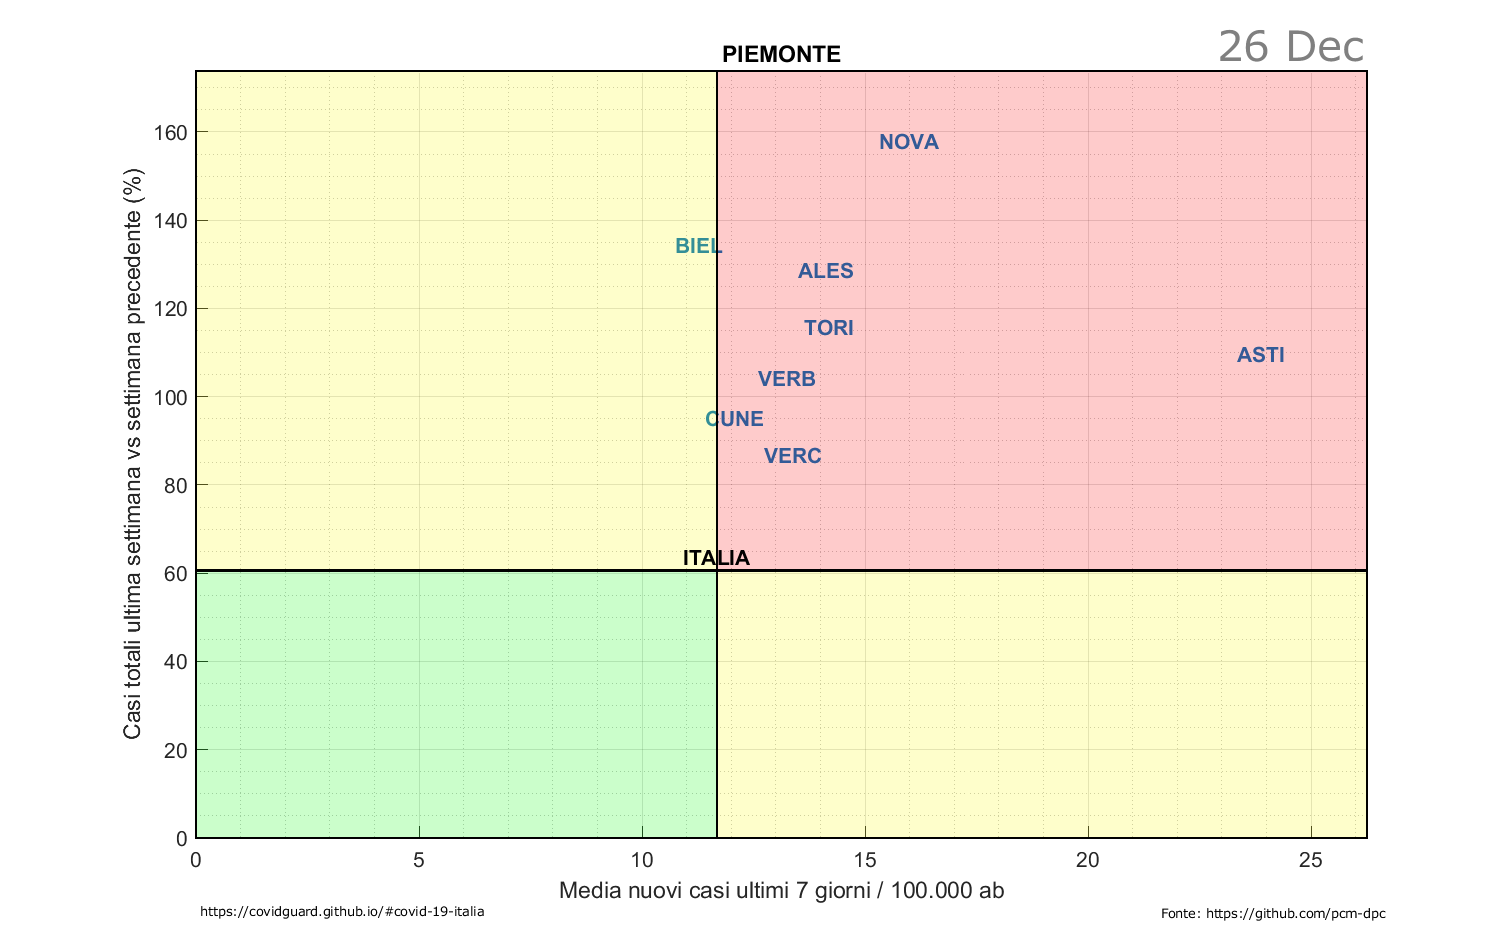 26 Dec
PIEMONTE
160
140
120
100
80
60
40
20
0
Casi totali ultima settimana vs settimana precedente (%)
NOVA
BIEL
ALES
TORI
ASTI
VERB
CUNE
VERC
ITALIA
0 5 10 15 20 25
Media nuovi casi ultimi 7 giorni / 100.000 ab
https://covidguard.github.io/#covid-19-italia
Fonte: https://github.com/pcm-dpc